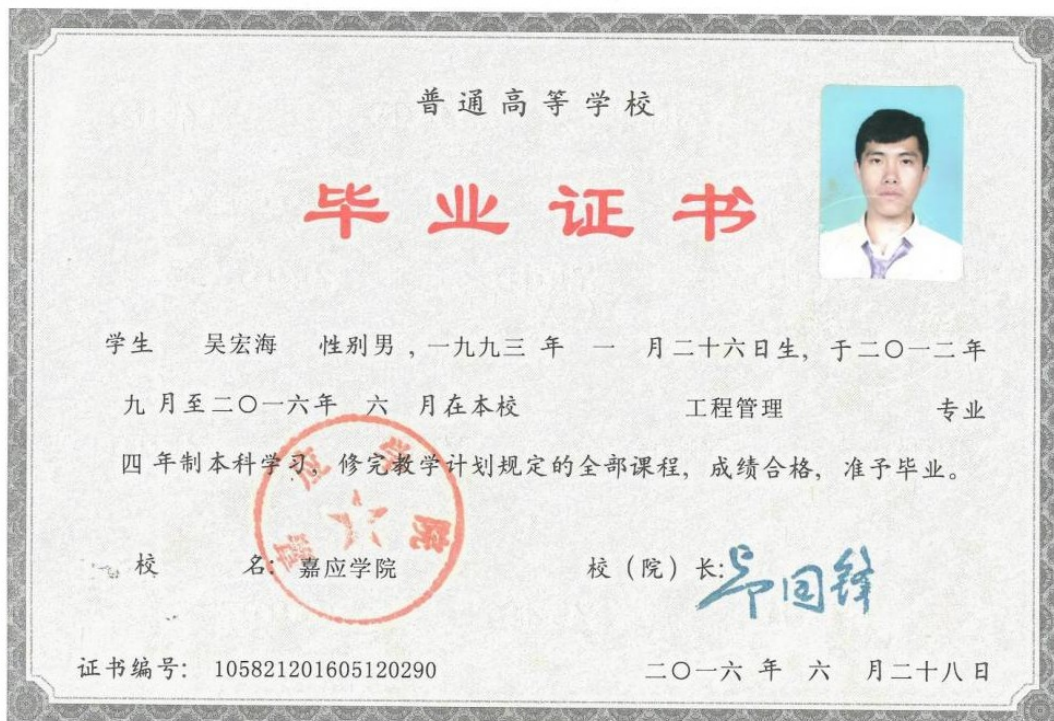 普通高等学校
毕业证书
学生 吴宏海 性别男，一九九三 年 一 月二十六日生，于二〇一二年
九 月至二〇一六年 六 月在本校 工程管理 专业
四 年制本科学习，修完教学计划规定的全部课程，成绩合格，准予毕业。
嘉应学院
校 名：嘉应学院 校（院）长：
证书编号： 105821201605120290 二〇一六 年 六 月二十八日